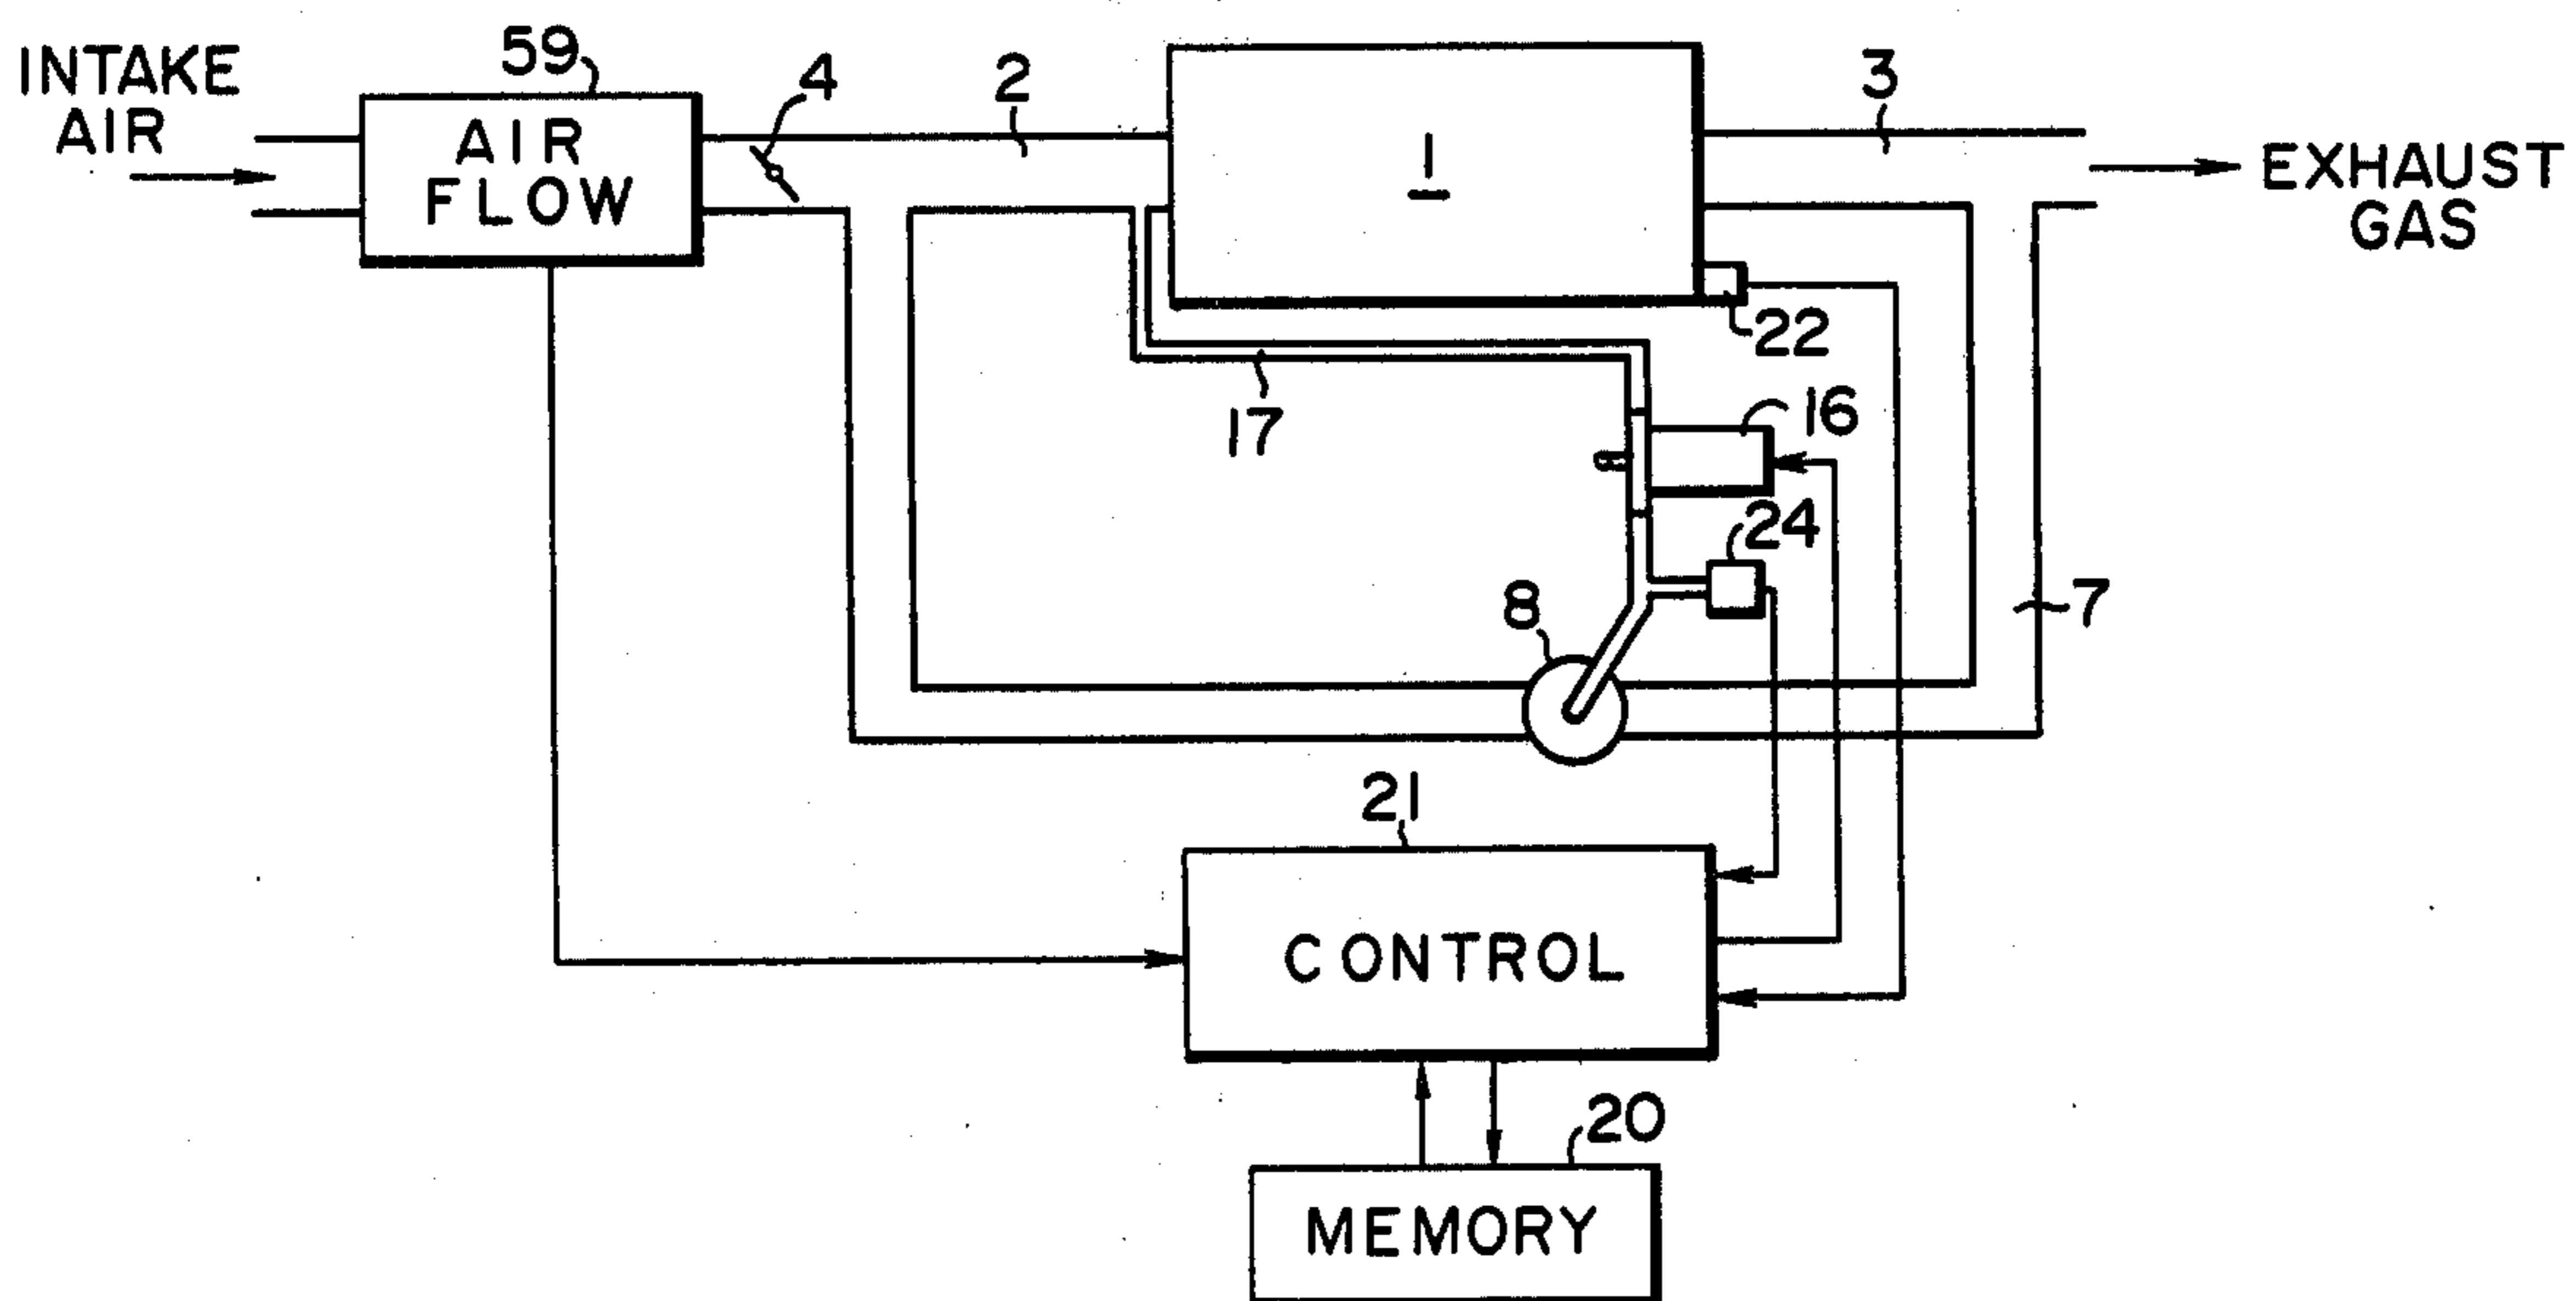 INTAKE
AIR
59
AIR
FLOW
4
2
1
3
EXHAUST
GAS
22
17
16
24
8
7
21
CONTROL
20
MEMORY